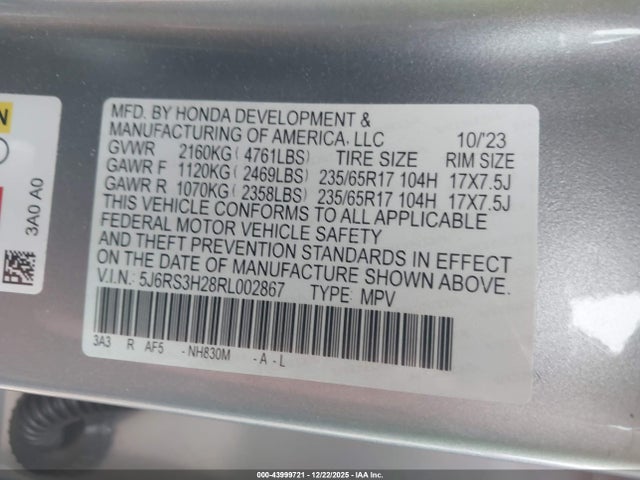 MFD. BY HONDA DEVELOPMENT &
MANUFACTURING OF AMERICA, LLC 10/'23
GVWR 2160KG ( 4761LBS) TIRE SIZE RIM SIZE
GAWR F 1120KG ( 2469LBS) 235/65R17 104H 17X7.5J
GAWR R 1070KG ( 2358LBS) 235/65R17 104H 17X7.5J
THIS VEHICLE CONFORMS TO ALL APPLICABLE
FEDERAL MOTOR VEHICLE SAFETY
AND THEFT PREVENTION STANDARDS IN EFFECT
ON THE DATE OF MANUFACTURE SHOWN ABOVE.
V.I.N.: 5J6RS3H28RL002867 TYPE: MPV
3A3 R AF5 - NH830M - A - L
N
3A0 A0
000-43999721 - 12/22/2025 - IAA Inc.